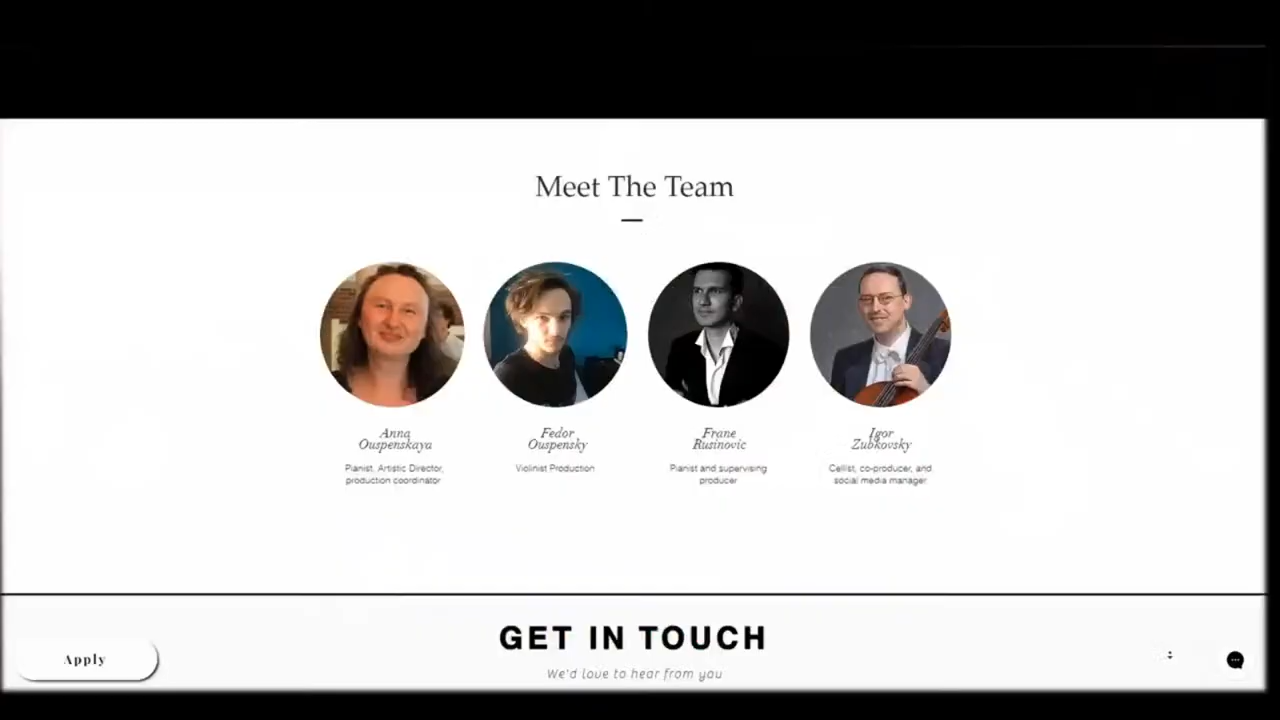 Meet The Team
Anna
Ouspenskaya
Pianist, Artistic Director,
production coordinator
Fedor
Ouspensky
Violinist Production
Frane
Rusinovic
Pianist and supervising
producer
Igor
Zubkovsky
Cellist, co-producer, and
social media manager
GET IN TOUCH
We'd love to hear from you
Apply